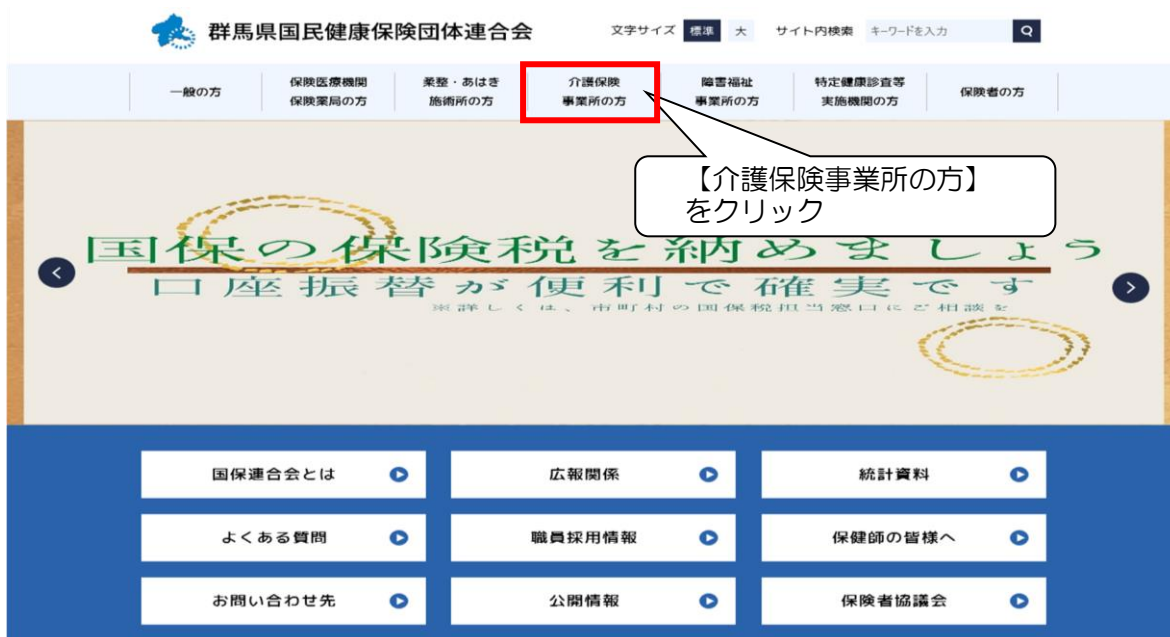 群馬県国民健康保険団体連合会
文字サイズ 標準 大 サイト内検索 キーワードを入力
一般の方
保険医療機関
保険薬局の方
柔整・あはき
施術所の方
介護保険
事業所の方
障害福祉
事業所の方
特定健康診査等
実施機関の方
保険者の方
【介護保険事業所の方】
をクリック
国保の保険税を納めましょう
口座振替が便利で確実です
※詳しくは、市町村の国保税担当窓口にご相談を
国保連合会とは
広報関係
統計資料
よくある質問
職員採用情報
保健師の皆様へ
お問い合わせ先
公開情報
保険者協議会